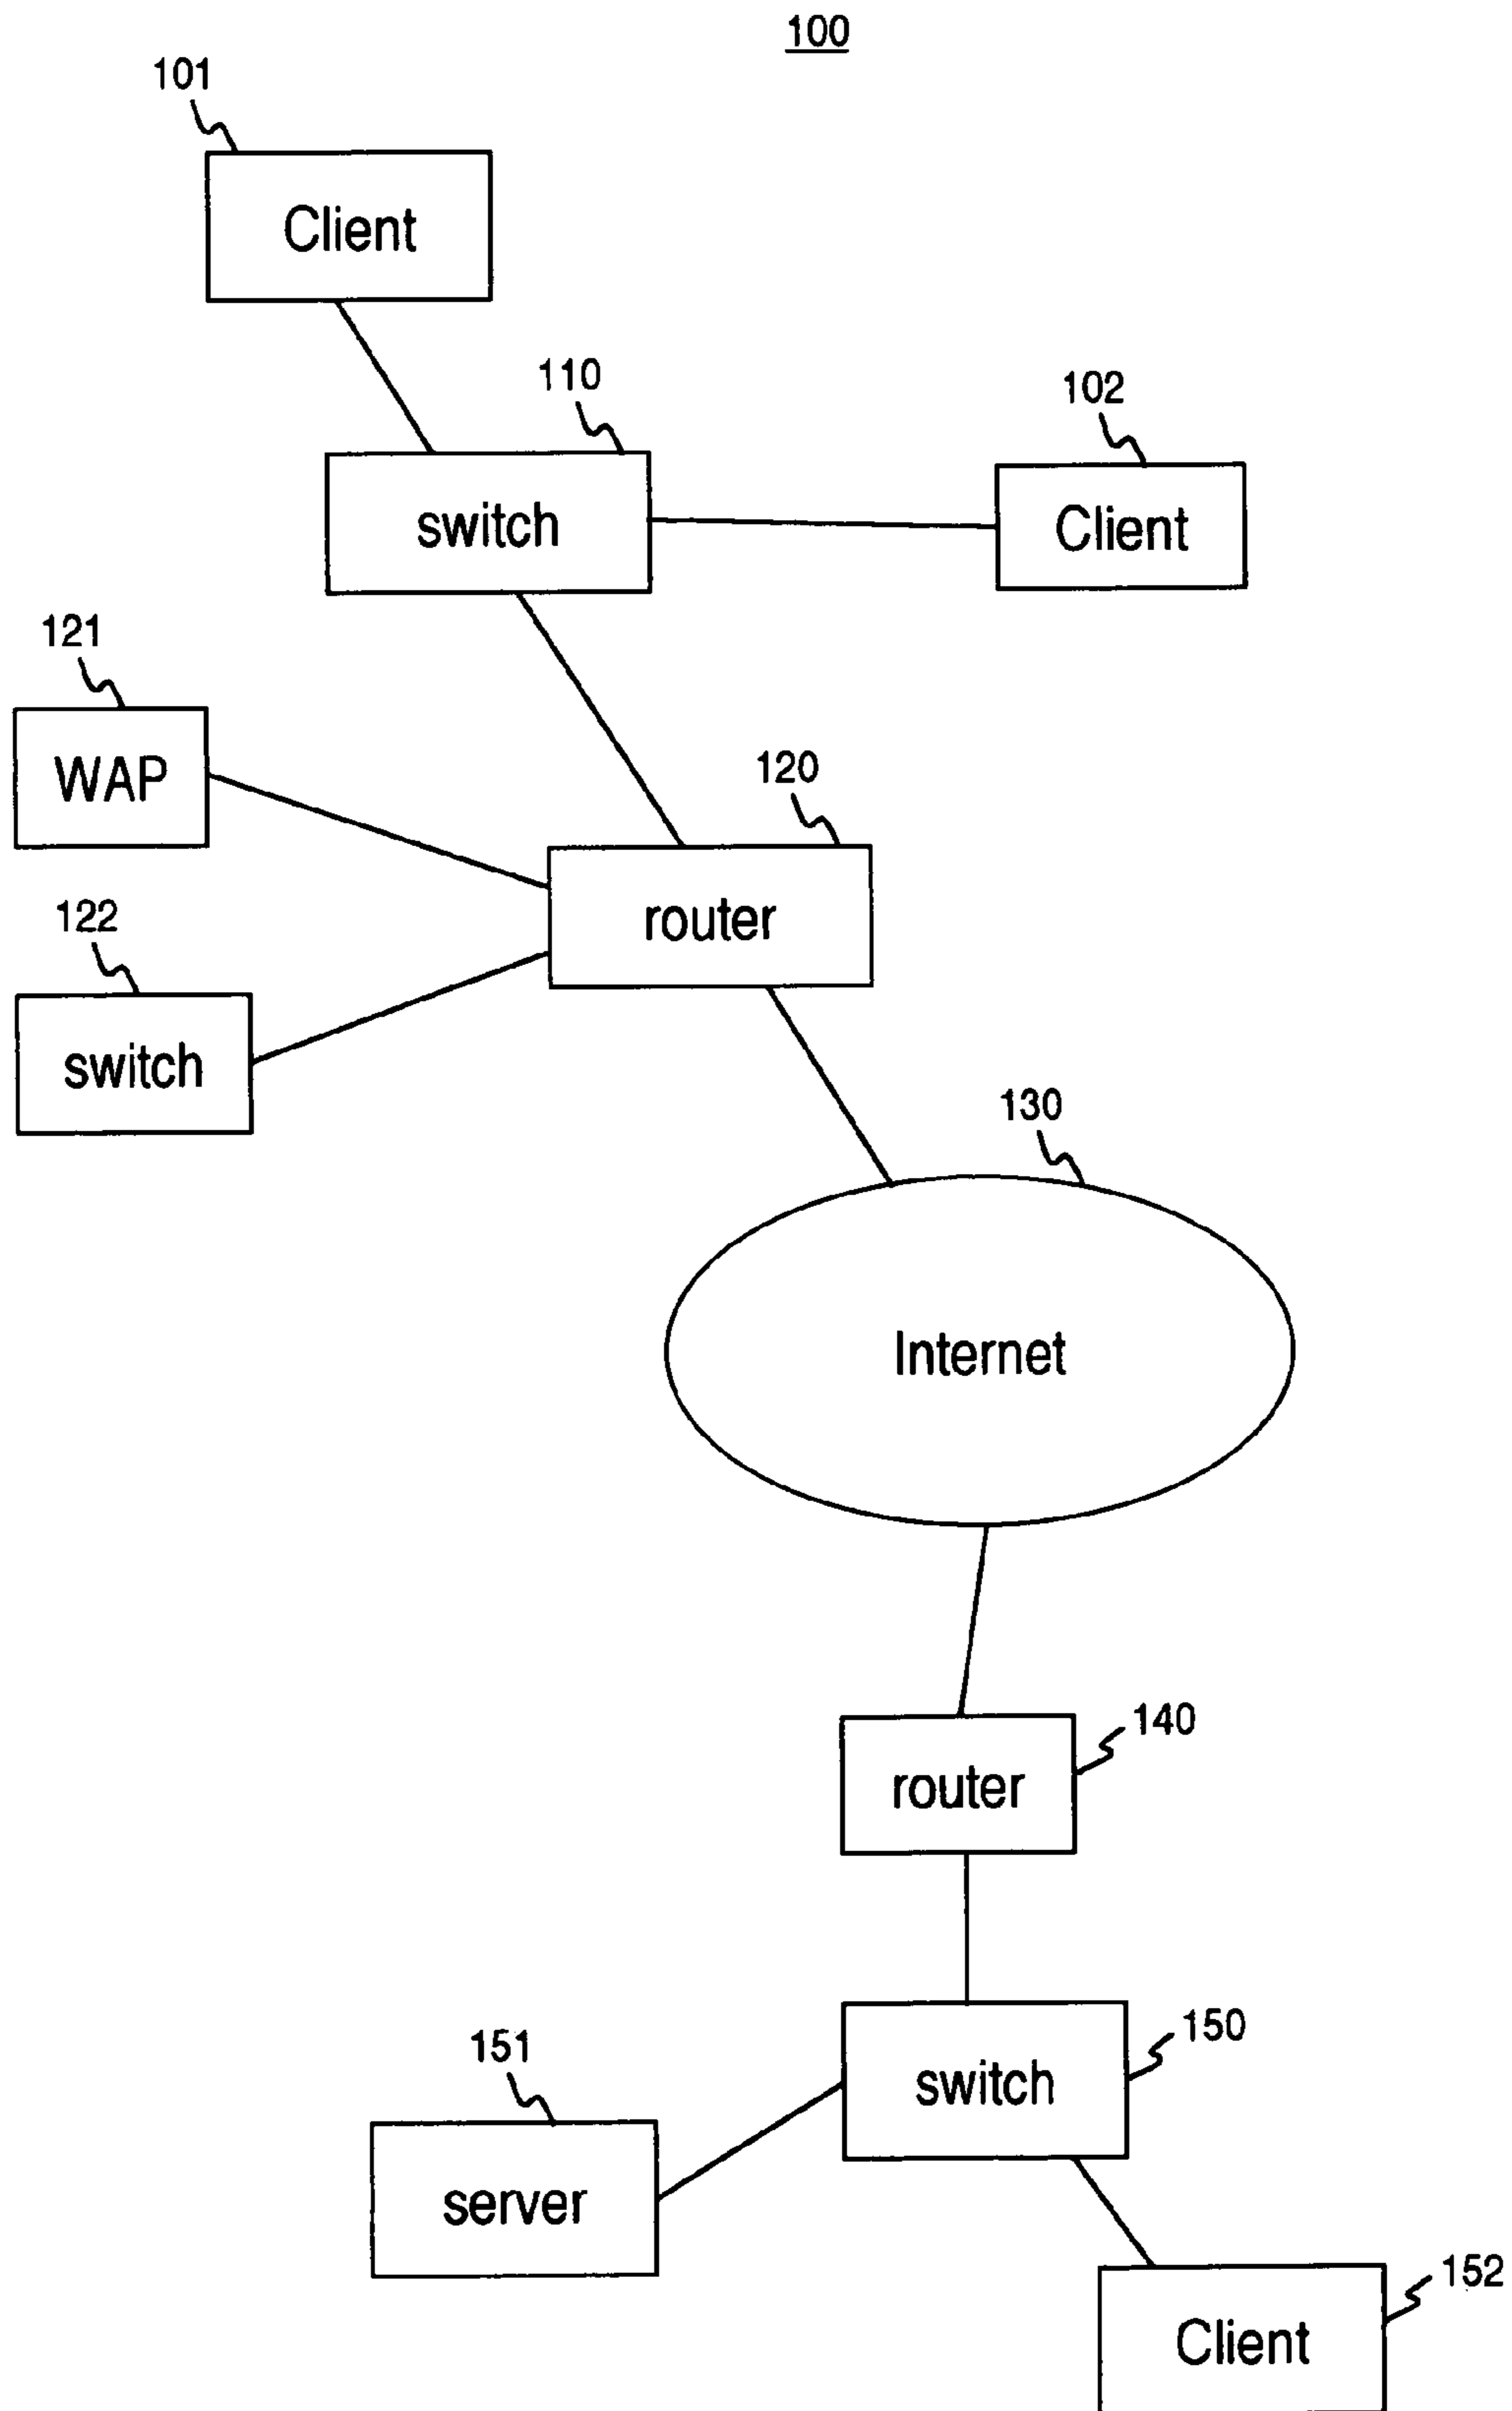 100
101
Client
110
102
switch
Client
121
WAP
120
router
122
switch
130
Internet
140
router
150
switch
151
server
152
Client